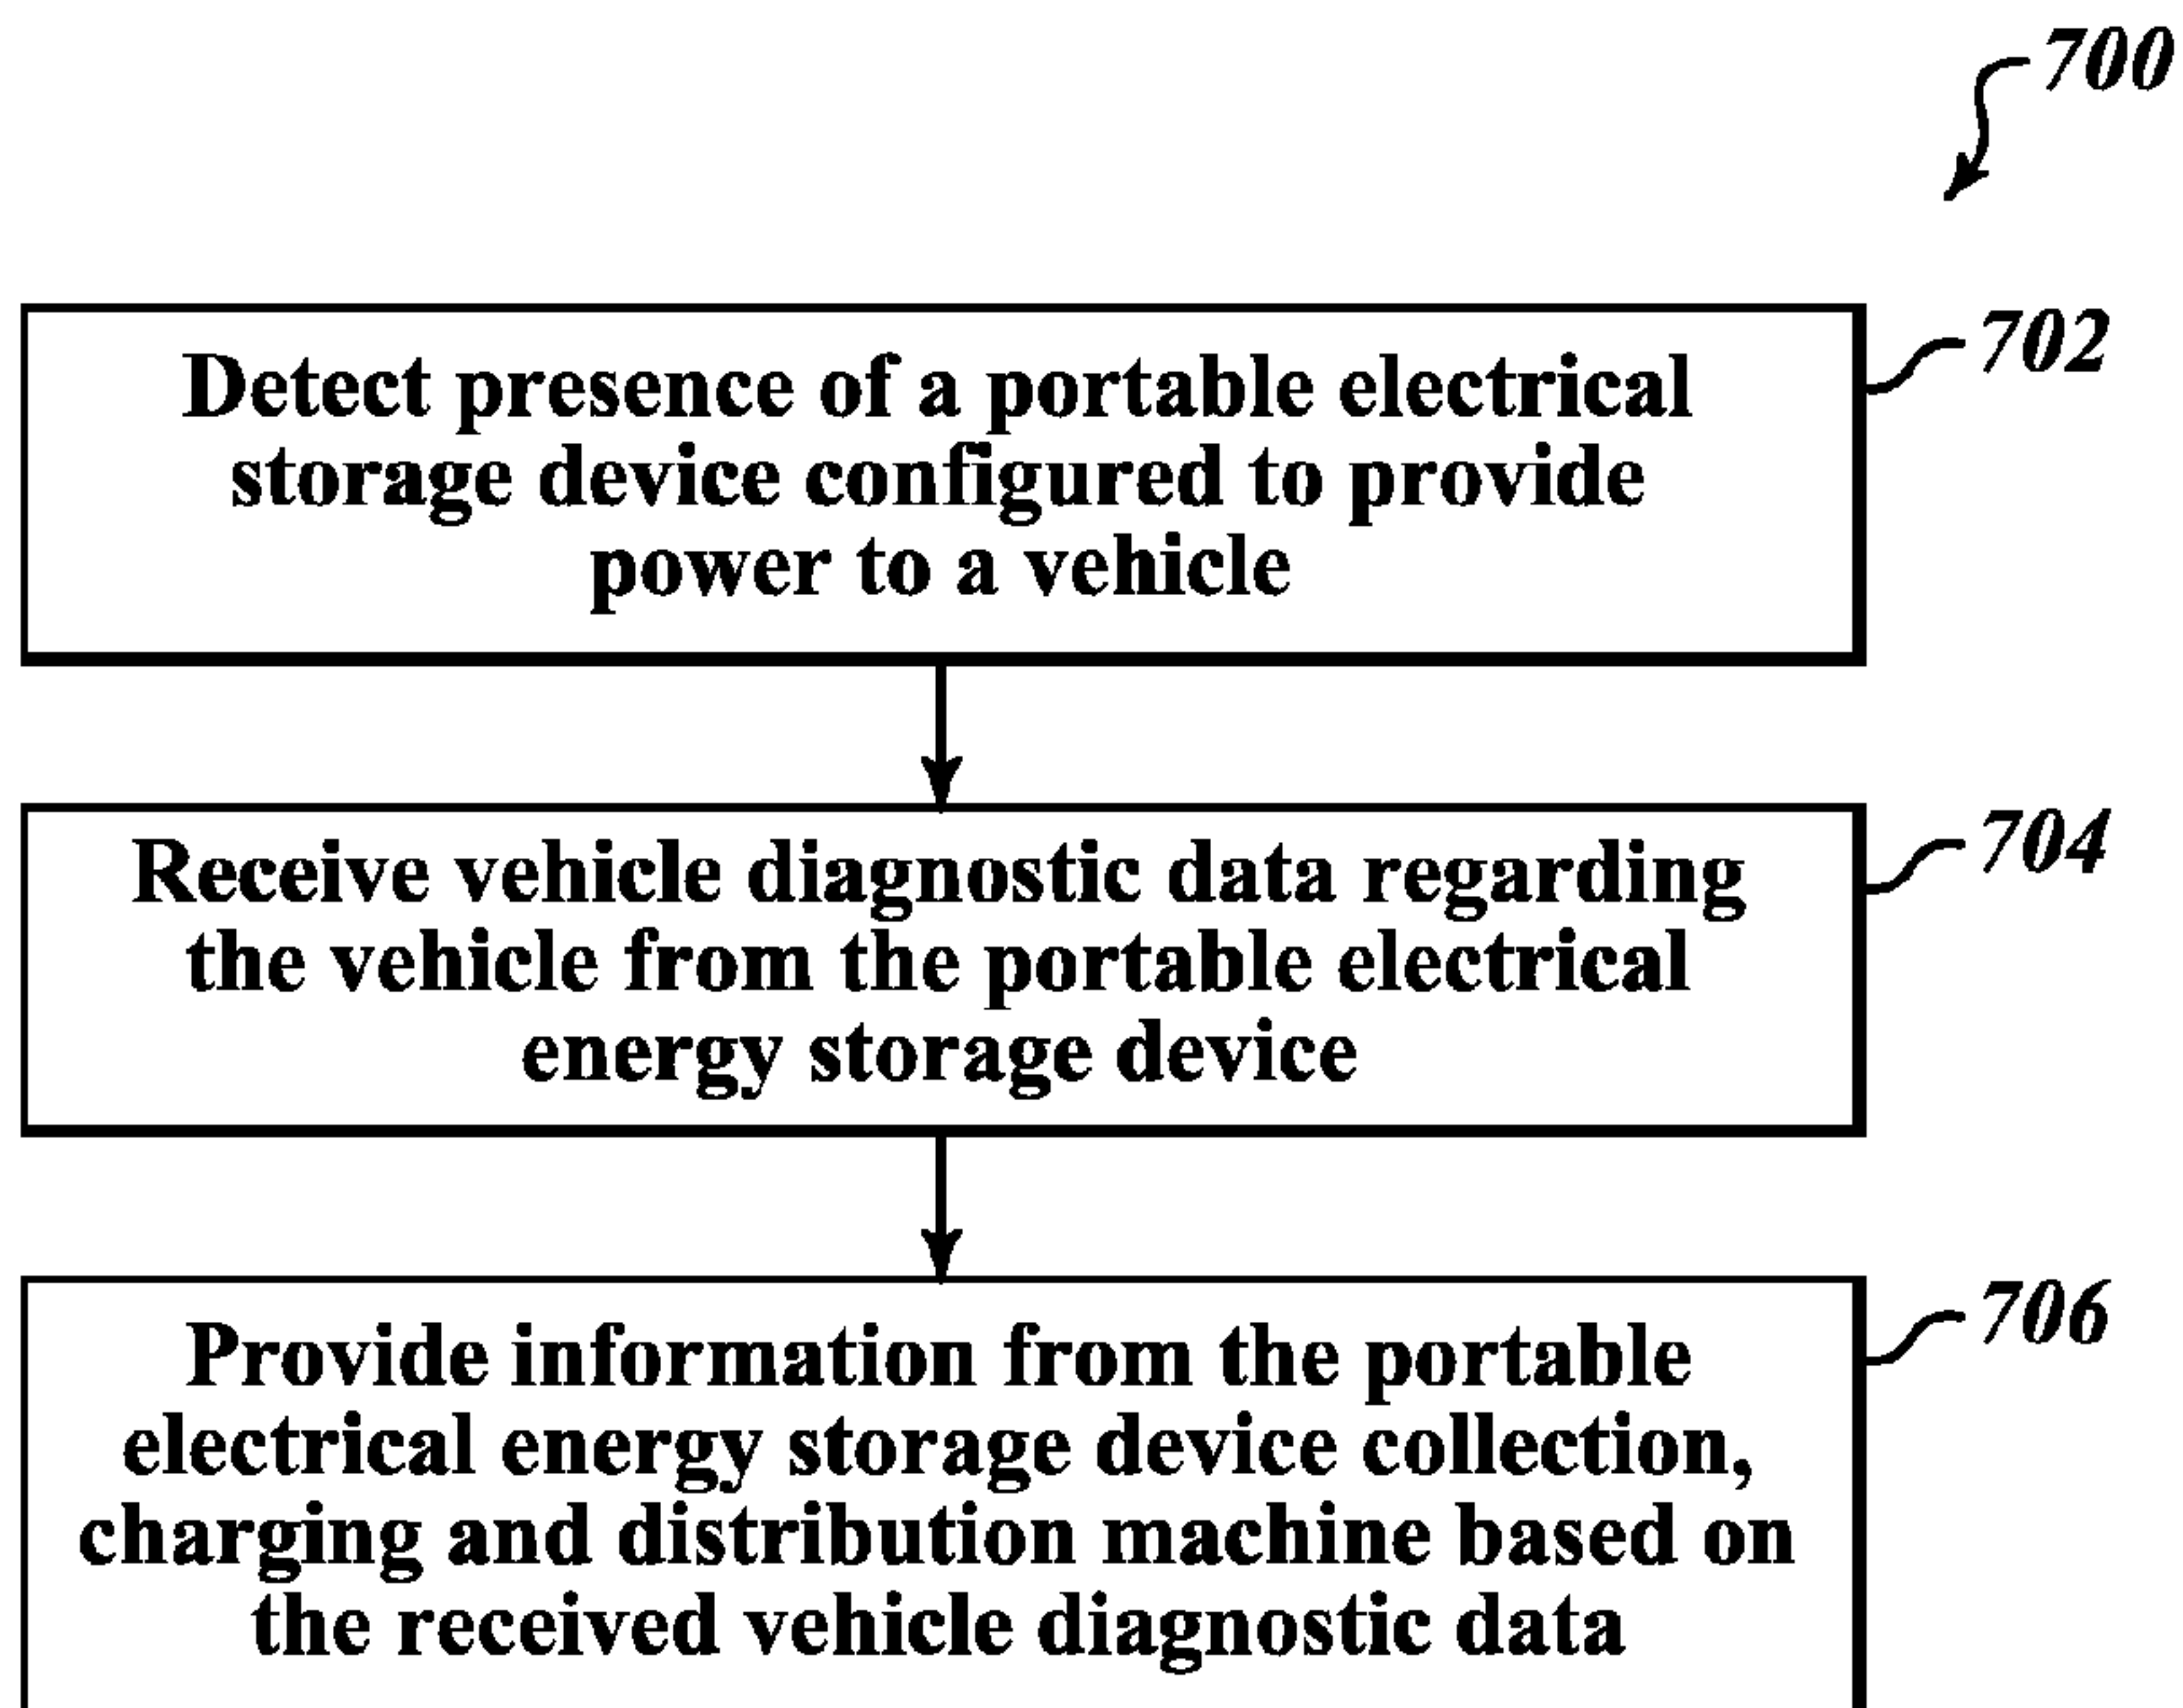 700
Detect presence of a portable electrical
storage device configured to provide
power to a vehicle
702
Receive vehicle diagnostic data regarding
the vehicle from the portable electrical
energy storage device
704
Provide information from the portable
electrical energy storage device collection,
charging and distribution machine based on
the received vehicle diagnostic data
706